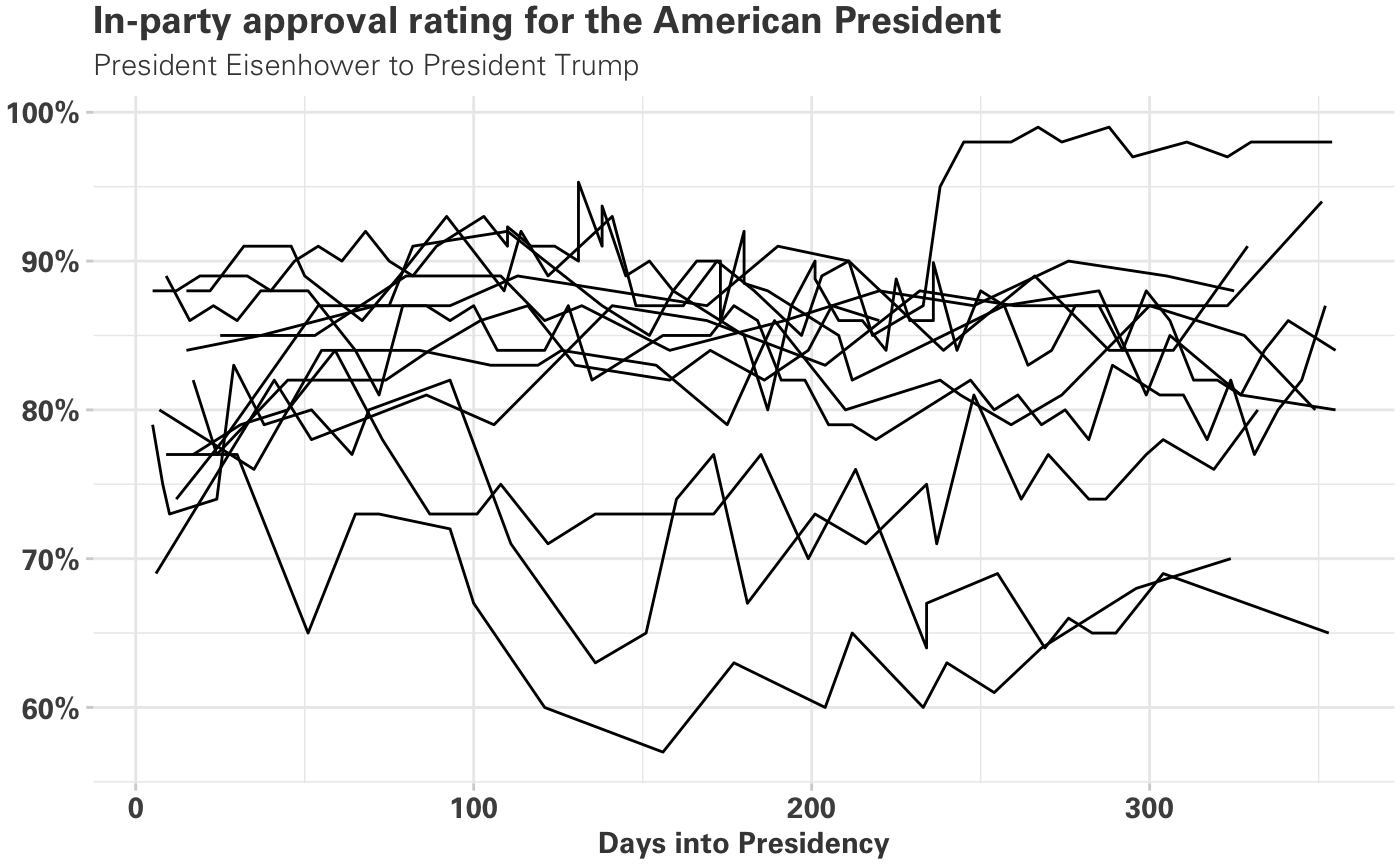 In-party approval rating for the American President
President Eisenhower to President Trump
100%
90%
80%
70%
60%
0 100 200 300
Days into Presidency